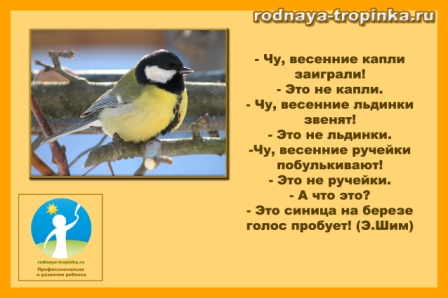 rodnaya-tropinka.ru
- Чу, весенние капли
заиграли!
- Это не капли.
- Чу, весенние льдинки
звенят!
- Это не льдинки.
-Чу, весенние ручейки
побулькивают!
- Это не ручейки.
- А что это?
- Это синица на березе
голос пробует! (Э.Шим)
rodnaya-tropinka.ru
Профессионально
о развитии ребенка